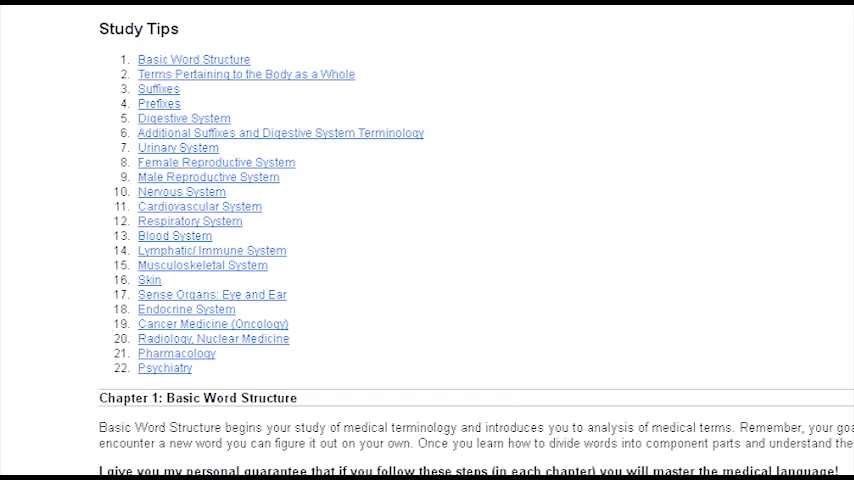 Study Tips
1. Basic Word Structure
2. Terms Pertaining to the Body as a Whole
3. Suffixes
4. Prefixes
5. Digestive System
6. Additional Suffixes and Digestive System Terminology
7. Urinary System
8. Female Reproductive System
9. Male Reproductive System
10. Nervous System
11. Cardiovascular System
12. Respiratory System
13. Blood System
14. Lymphatic/ Immune System
15. Musculoskeletal System
16. Skin
17. Sense Organs: Eye and Ear
18. Endocrine System
19. Cancer Medicine (Oncology)
20. Radiology, Nuclear Medicine
21. Pharmacology
22. Psychiatry
Chapter 1: Basic Word Structure
Basic Word Structure begins your study of medical terminology and introduces you to analysis of medical terms. Remember, your goa
encounter a new word you can figure it out on your own. Once you learn how to divide words into component parts and understand the
I give you my personal guarantee that if you follow these steps (in each chapter) you will master the medical language!